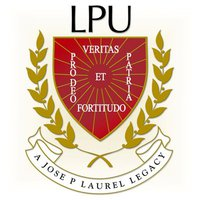 LPU
VERITAS
PRO DEO
ET
PATRIA
FORTITUDO
A JOSE P LAUREL LEGACY